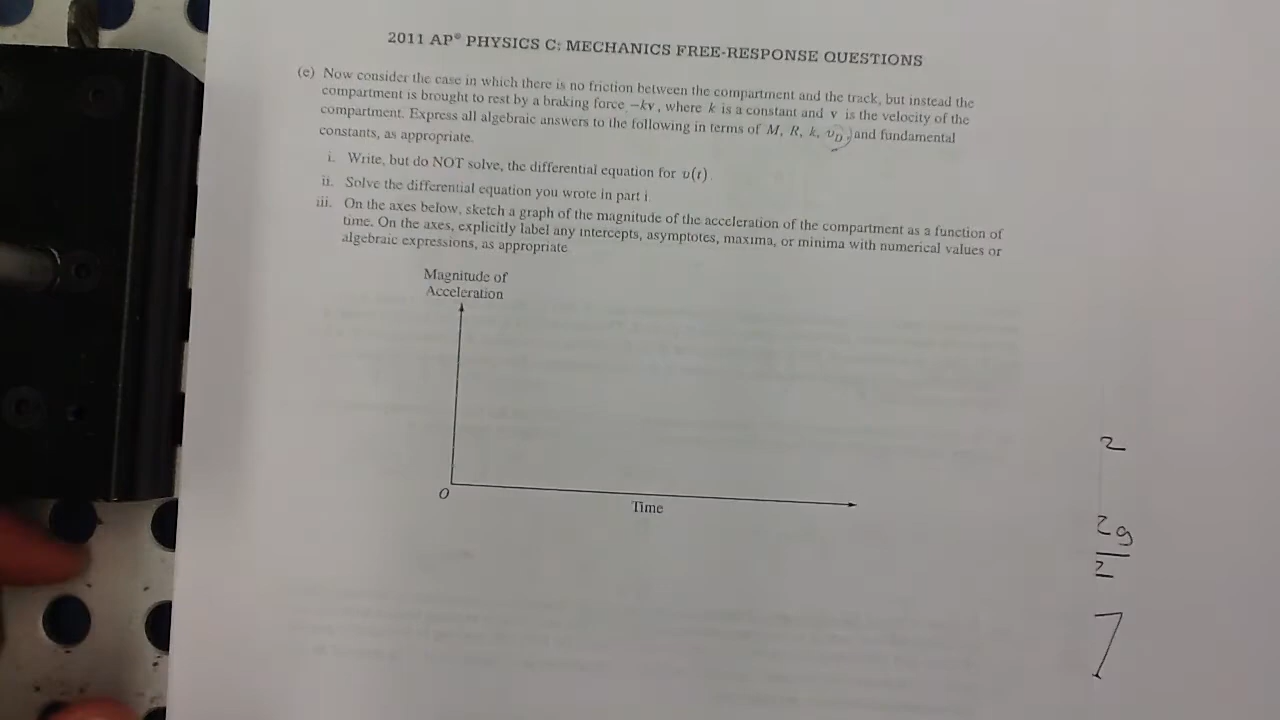 2011 AP® PHYSICS C: MECHANICS FREE-RESPONSE QUESTIONS
(e) Now consider the case in which there is no friction between the compartment and the track, but instead the
compartment is brought to rest by a braking force −kv, where k is a constant and v is the velocity of the
compartment. Express all algebraic answers to the following in terms of M, R, k, υD, and fundamental
constants, as appropriate.
i. Write, but do NOT solve, the differential equation for υ(t).
ii. Solve the differential equation you wrote in part i.
iii. On the axes below, sketch a graph of the magnitude of the acceleration of the compartment as a function of
time. On the axes, explicitly label any intercepts, asymptotes, maxima, or minima with numerical values or
algebraic expressions, as appropriate.
Magnitude of
Acceleration
O
Time
2
2g
2
7